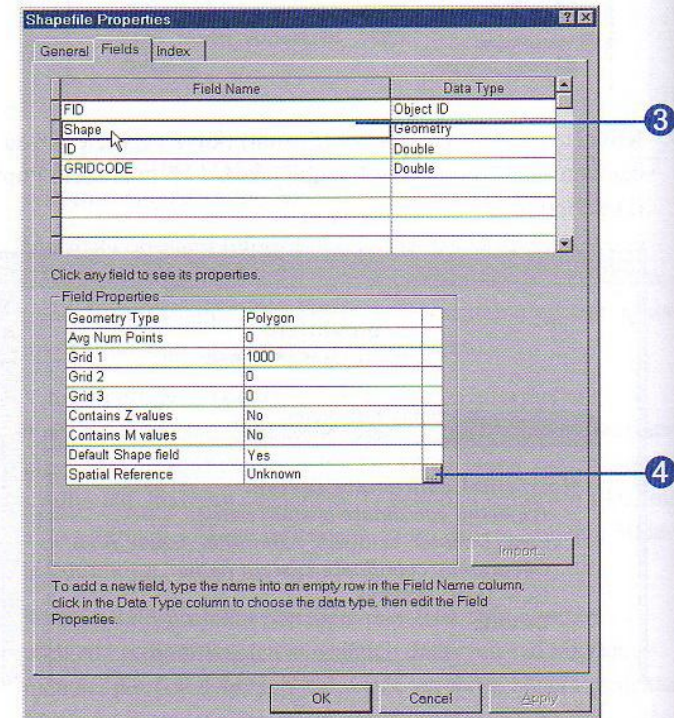 Shapefile Properties
General Fields Index
Field Name Data Type
FID Object ID
Shape Geometry
3
ID Double
GRIDCODE Double
Click any field to see its properties.
Field Properties
Geometry Type Polygon
Avg Num Points 0
Grid 1 1000
Grid 2 0
Grid 3 0
Contains Z values No
Contains M values No
Default Shape field Yes
Spatial Reference Unknown ...
4
Import...
To add a new field, type the name into an empty row in the Field Name column,
click in the Data Type column to choose the data type, then edit the Field
Properties.
OK Cancel Apply